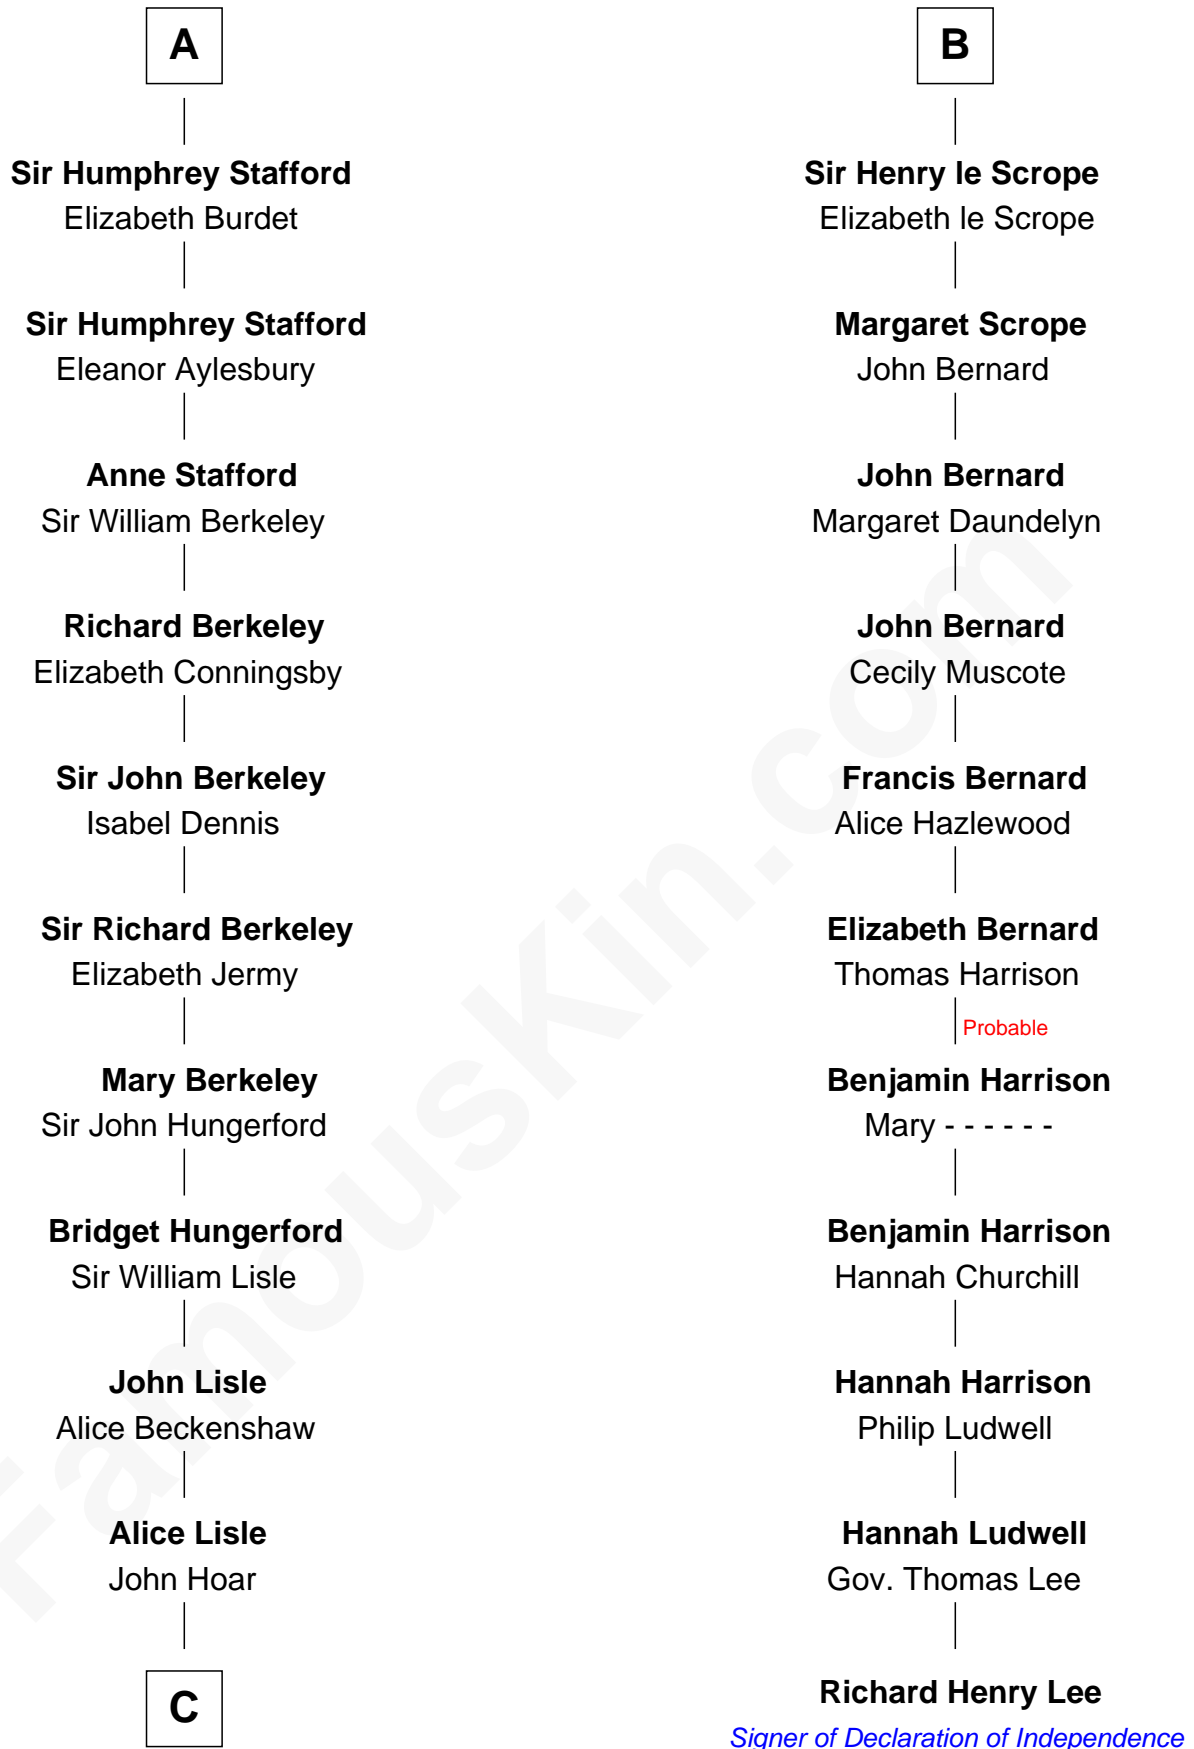 A
Sir Humphrey Stafford
Elizabeth Burdet
Sir Humphrey Stafford
Eleanor Aylesbury
Anne Stafford
Sir William Berkeley
Richard Berkeley
Elizabeth Conningsby
Sir John Berkeley
Isabel Dennis
Sir Richard Berkeley
Elizabeth Jermy
Mary Berkeley
Sir John Hungerford
Bridget Hungerford
Sir William Lisle
John Lisle
Alice Beckenshaw
Alice Lisle
John Hoar
C
B
Sir Henry le Scrope
Elizabeth le Scrope
Margaret Scrope
John Bernard
John Bernard
Margaret Daundelyn
John Bernard
Cecily Muscote
Francis Bernard
Alice Hazlewood
Elizabeth Bernard
Thomas Harrison
Probable
Benjamin Harrison
Mary - - - - - -
Benjamin Harrison
Hannah Churchill
Hannah Harrison
Philip Ludwell
Hannah Ludwell
Gov. Thomas Lee
Richard Henry Lee
Signer of Declaration of Independence
FamousKin.com